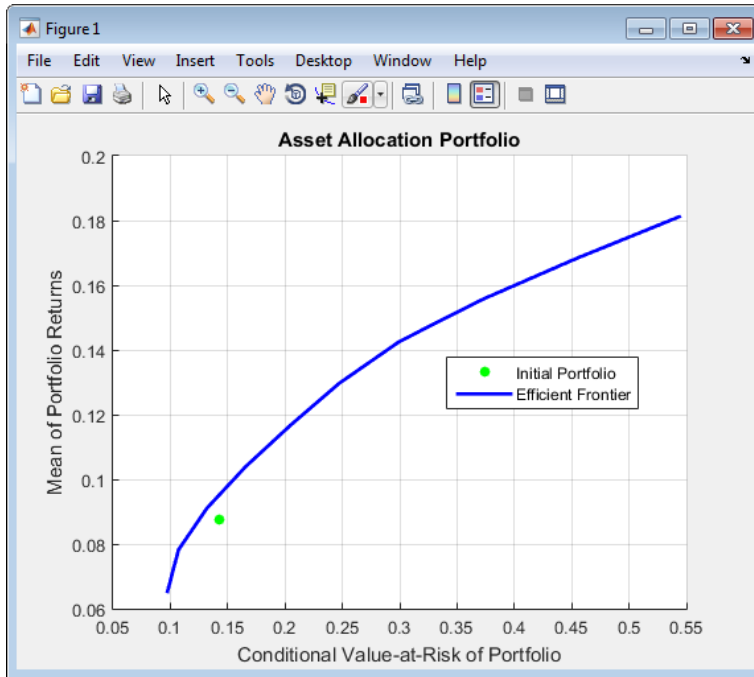 Figure 1
File Edit View Insert Tools Desktop Window Help
Asset Allocation Portfolio
0.2
0.18
0.16
0.14
0.12
0.1
0.08
0.06
Mean of Portfolio Returns
Initial Portfolio
Efficient Frontier
0.05 0.1 0.15 0.2 0.25 0.3 0.35 0.4 0.45 0.5 0.55
Conditional Value-at-Risk of Portfolio